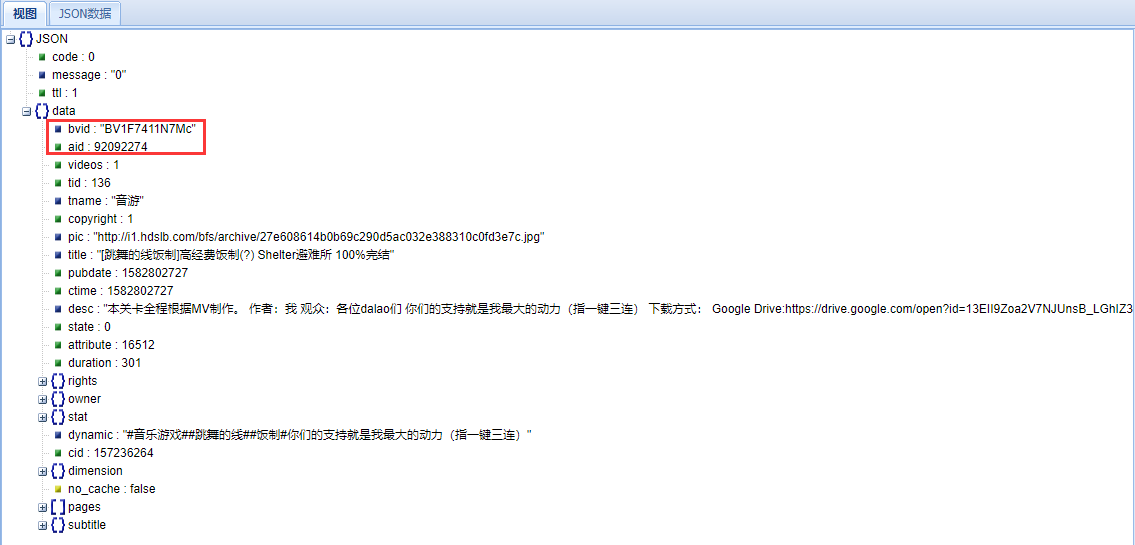 视图 JSON数据
JSON
code : 0
message : "0"
ttl : 1
data
bvid : "BV1F7411N7Mc"
aid : 92092274
videos : 1
tid : 136
tname : "音游"
copyright : 1
pic : "http://i1.hdslb.com/bfs/archive/27e608614b0b69c290d5ac032e388310c0fd3e7c.jpg"
title : "[跳舞的线饭制]高经费饭制(?) Shelter避难所 100%完结"
pubdate : 1582802727
ctime : 1582802727
desc : "本关卡全程根据MV制作。 作者：我 观众：各位dalao们 你们的支持就是我最大的动力（指一键三连） 下载方式： Google Drive:https://drive.google.com/open?id=13EII9Zoa2V7NJUnsB_LGhIZ3
state : 0
attribute : 16512
duration : 301
rights
owner
stat
dynamic : "#音乐游戏##跳舞的线##饭制#你们的支持就是我最大的动力（指一键三连）"
cid : 157236264
dimension
no_cache : false
pages
subtitle